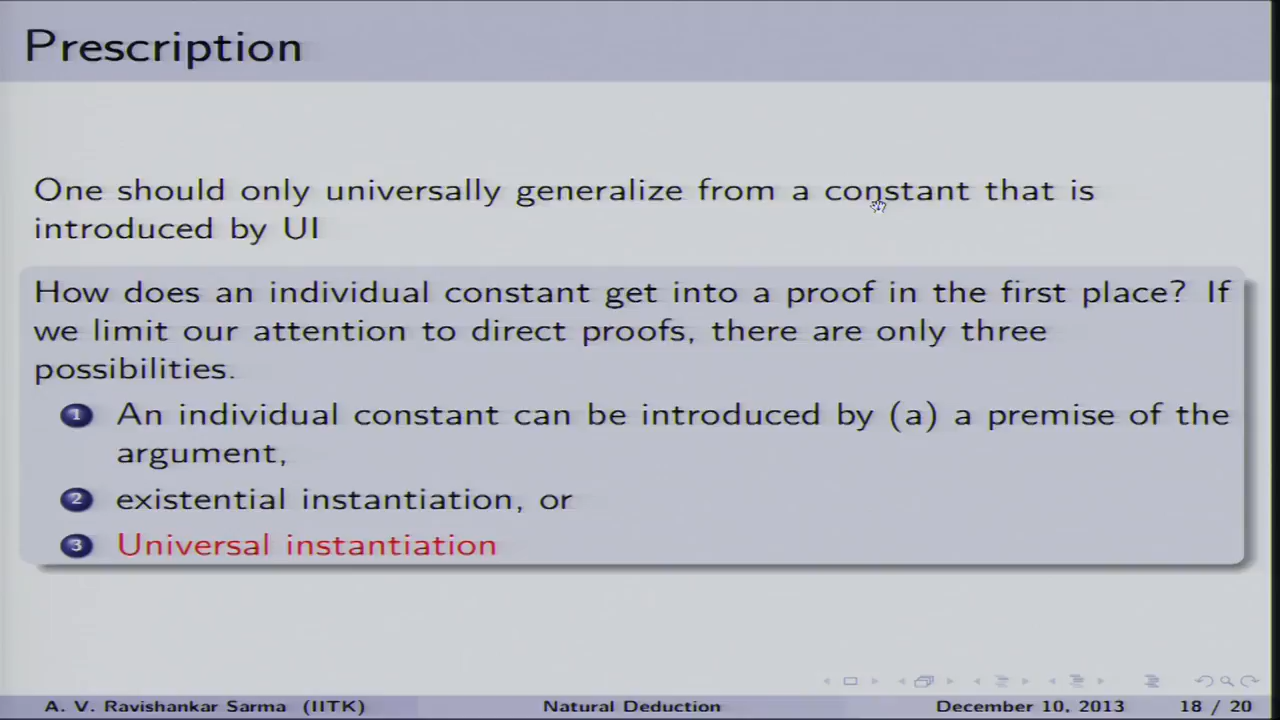 Prescription
One should only universally generalize from a constant that is
introduced by UI
How does an individual constant get into a proof in the first place? If
we limit our attention to direct proofs, there are only three
possibilities.
1 An individual constant can be introduced by (a) a premise of the
argument,
2 existential instantiation, or
3 Universal instantiation
A. V. Ravishankar Sarma (IITK) Natural Deduction December 10, 2013 18 / 20